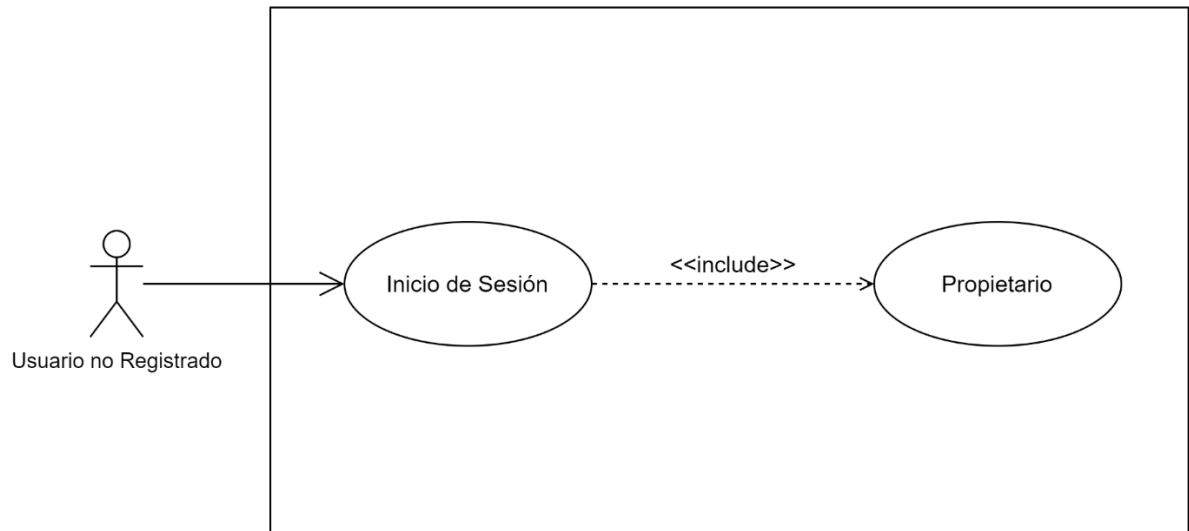 <<include>>
Inicio de Sesión
Propietario
Usuario no Registrado